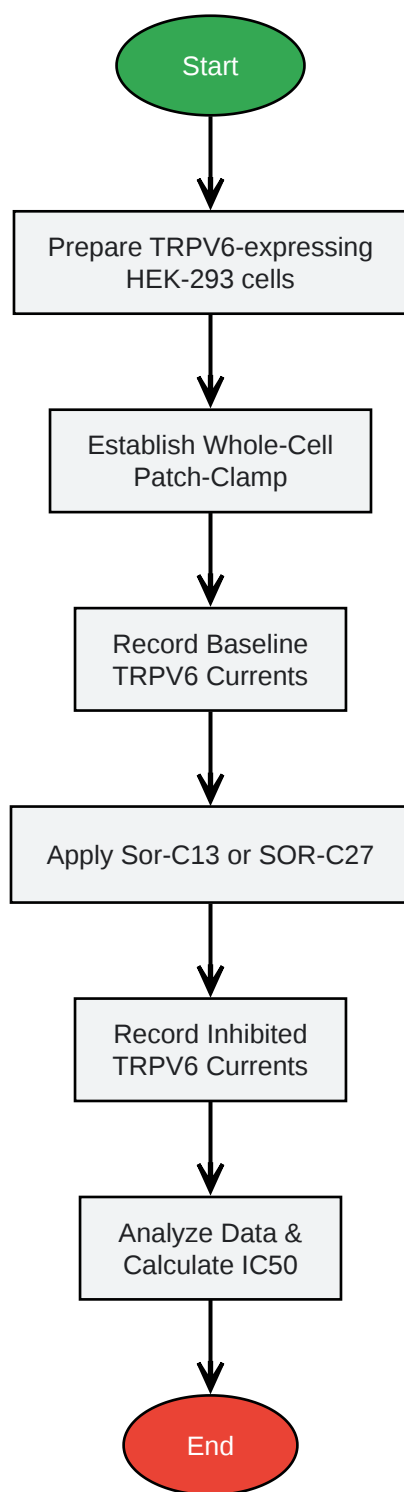 Start
Prepare TRPV6-expressing
HEK-293 cells
Establish Whole-Cell
Patch-Clamp
Record Baseline
TRPV6 Currents
Apply Sor-C13 or SOR-C27
Record Inhibited
TRPV6 Currents
Analyze Data &
Calculate IC50
End